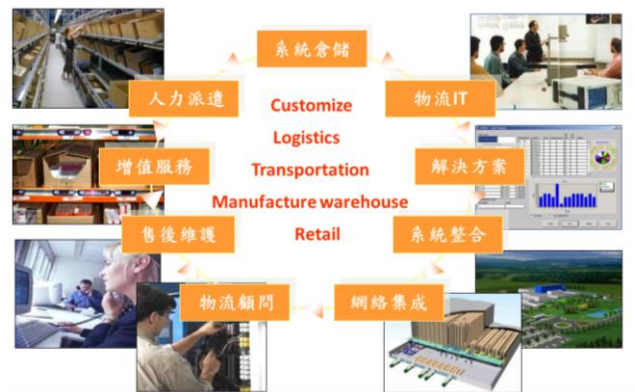 系統倉儲
人力派遣
物流IT
Customize
Logistics
增值服務
Transportation
解決方案
Manufacture warehouse
售後維護
Retail
系統整合
物流顧問
網絡集成